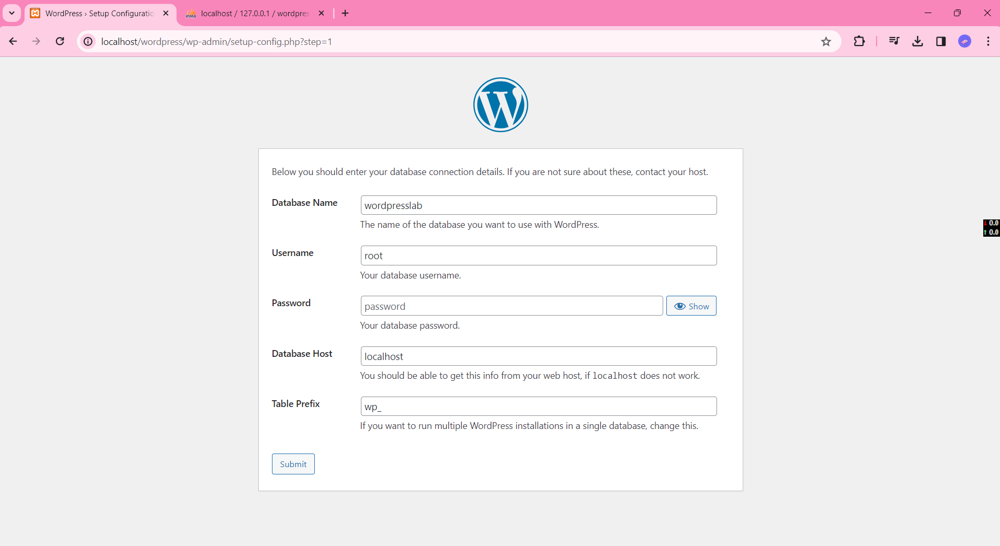 WordPress › Setup Configuratio
PMA
localhost / 127.0.0.1 / wordpres
localhost/wordpress/wp-admin/setup-config.php?step=1
W
Below you should enter your database connection details. If you are not sure about these, contact your host.
Database Name
wordpresslab
The name of the database you want to use with WordPress.
↓ 0.0
↑ 0.0
Username
root
Your database username.
Password
password
Show
Your database password.
Database Host
localhost
You should be able to get this info from your web host, if localhost does not work.
Table Prefix
wp_
If you want to run multiple WordPress installations in a single database, change this.
Submit